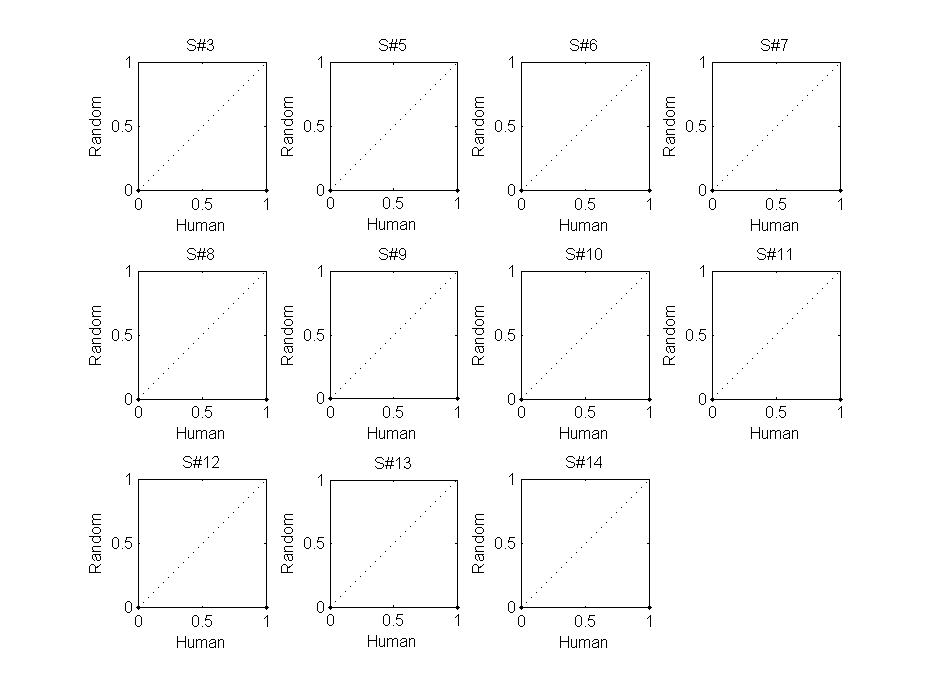 S#3 S#5 S#6 S#7
1 1 1 1
Random 0.5 Random 0.5 Random 0.5 Random 0.5
0 0 0 0
0 0.5 1 0 0.5 1 0 0.5 1 0 0.5 1
Human Human Human Human
S#8 S#9 S#10 S#11
1 1 1 1
Random 0.5 Random 0.5 Random 0.5 Random 0.5
0 0 0 0
0 0.5 1 0 0.5 1 0 0.5 1 0 0.5 1
Human Human Human Human
S#12 S#13 S#14
1 1 1
Random 0.5 Random 0.5 Random 0.5
0 0 0
0 0.5 1 0 0.5 1 0 0.5 1
Human Human Human